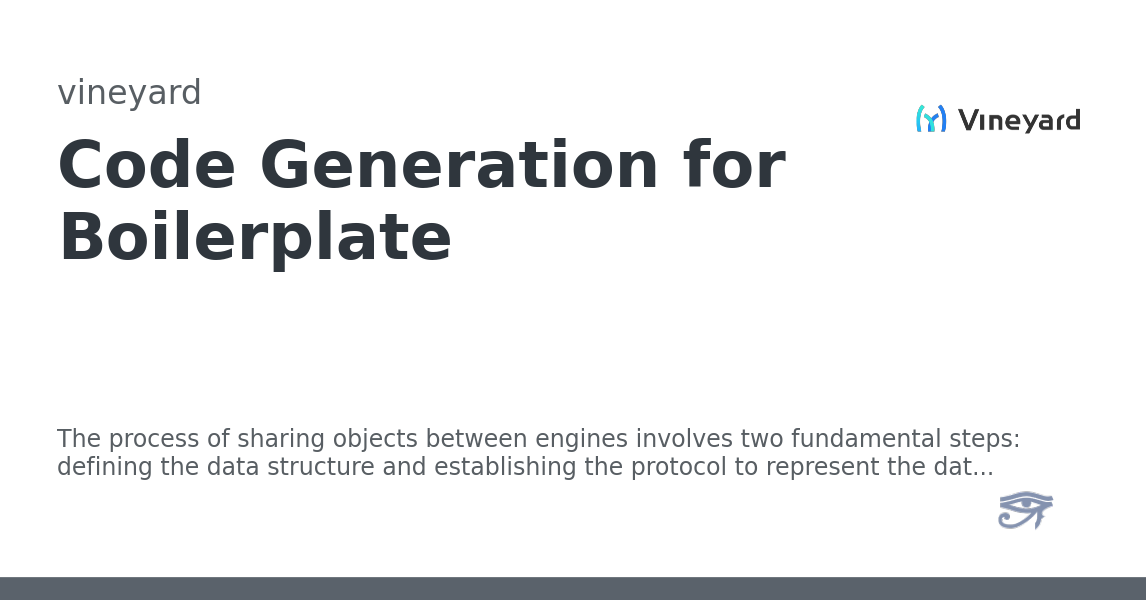 vineyard
Vineyard
Code Generation for
Boilerplate
The process of sharing objects between engines involves two fundamental steps:
defining the data structure and establishing the protocol to represent the dat...